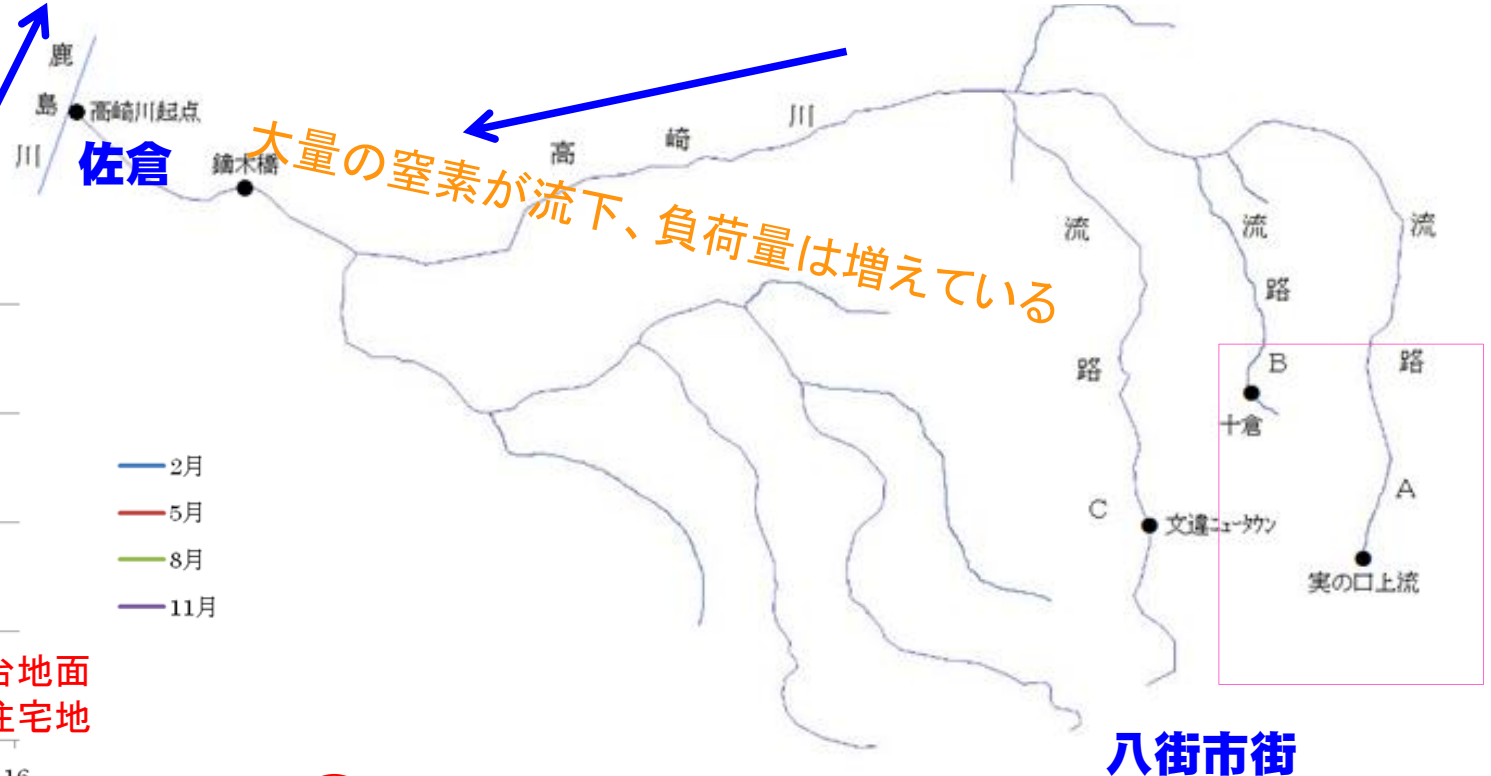 鹿島川
高崎川起点
佐倉
鏑木橋
高崎川
大量の窒素が流下、負荷量は増えている
流路
C
文違ニュータウン
流路
B
十倉
流路
A
実の口上流
2月
5月
8月
11月
台地面
住宅地
16
八街市街